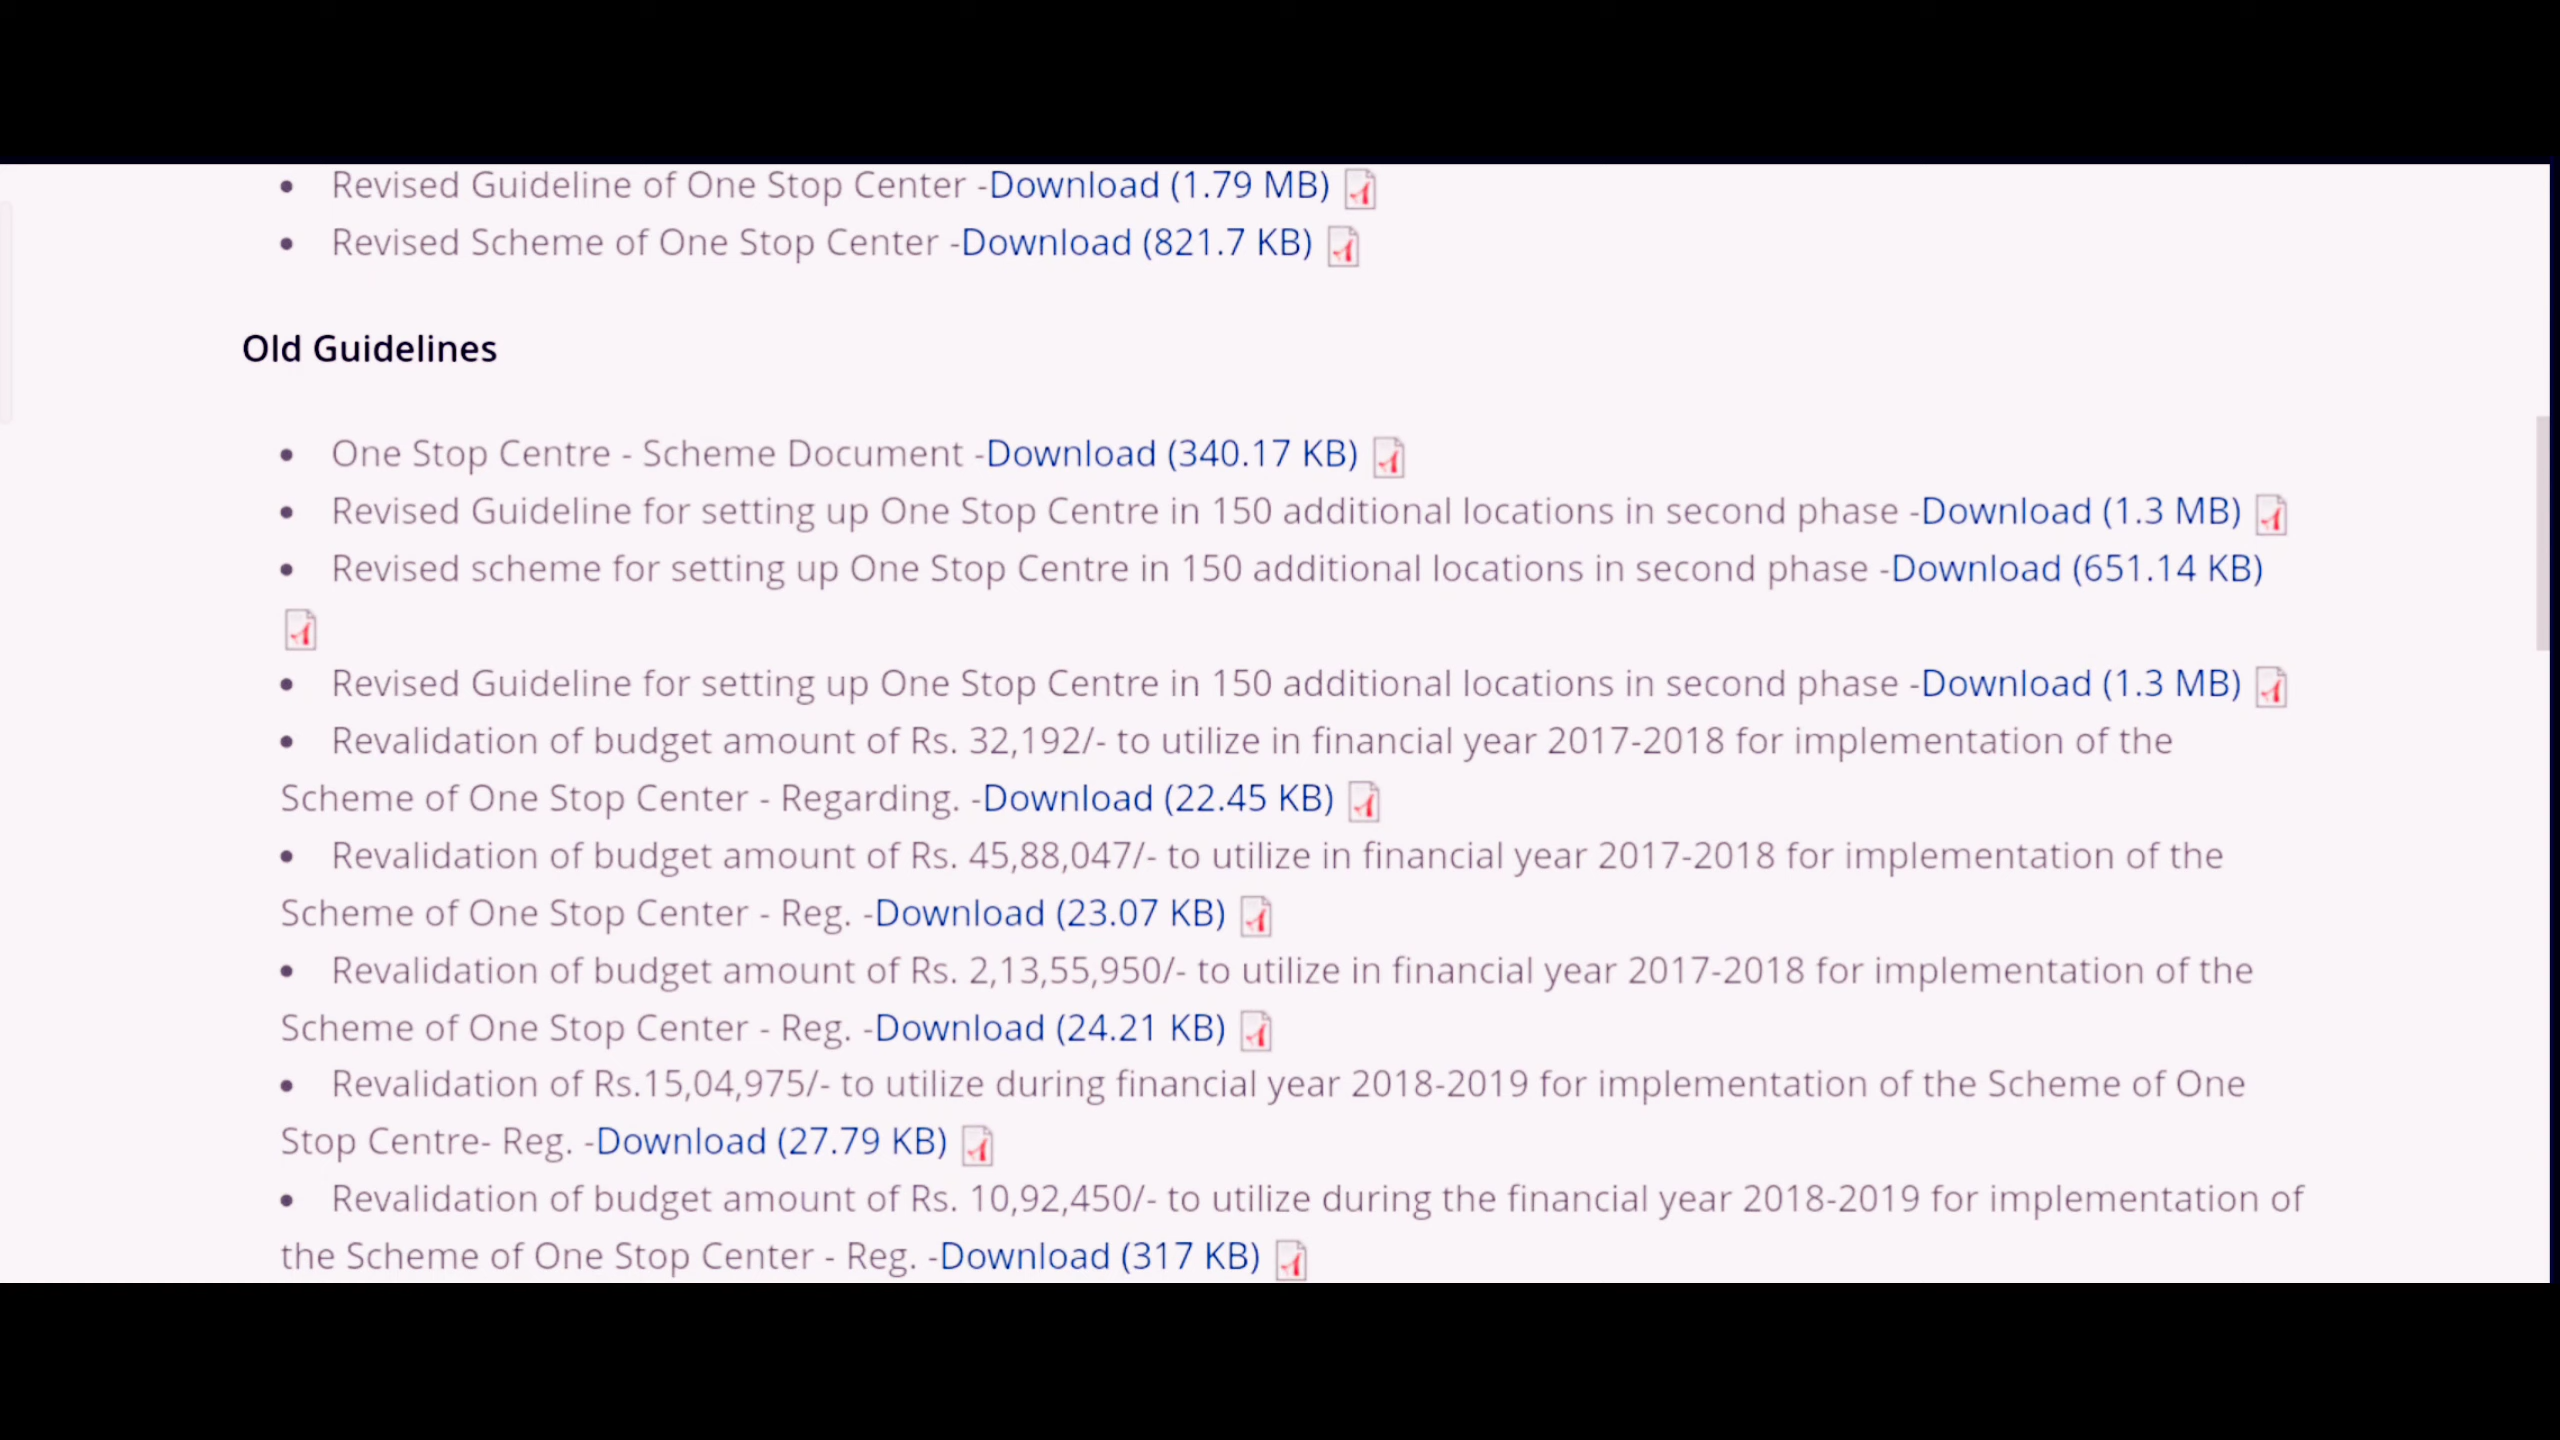 • Revised Guideline of One Stop Center -Download (1.79 MB)
• Revised Scheme of One Stop Center -Download (821.7 KB)
Old Guidelines
• One Stop Centre - Scheme Document -Download (340.17 KB)
• Revised Guideline for setting up One Stop Centre in 150 additional locations in second phase -Download (1.3 MB)
• Revised scheme for setting up One Stop Centre in 150 additional locations in second phase -Download (651.14 KB)
• Revised Guideline for setting up One Stop Centre in 150 additional locations in second phase -Download (1.3 MB)
• Revalidation of budget amount of Rs. 32,192/- to utilize in financial year 2017-2018 for implementation of the
Scheme of One Stop Center - Regarding. -Download (22.45 KB)
• Revalidation of budget amount of Rs. 45,88,047/- to utilize in financial year 2017-2018 for implementation of the
Scheme of One Stop Center - Reg. -Download (23.07 KB)
• Revalidation of budget amount of Rs. 2,13,55,950/- to utilize in financial year 2017-2018 for implementation of the
Scheme of One Stop Center - Reg. -Download (24.21 KB)
• Revalidation of Rs.15,04,975/- to utilize during financial year 2018-2019 for implementation of the Scheme of One
Stop Centre- Reg. -Download (27.79 KB)
• Revalidation of budget amount of Rs. 10,92,450/- to utilize during the financial year 2018-2019 for implementation of
the Scheme of One Stop Center - Reg. -Download (317 KB)